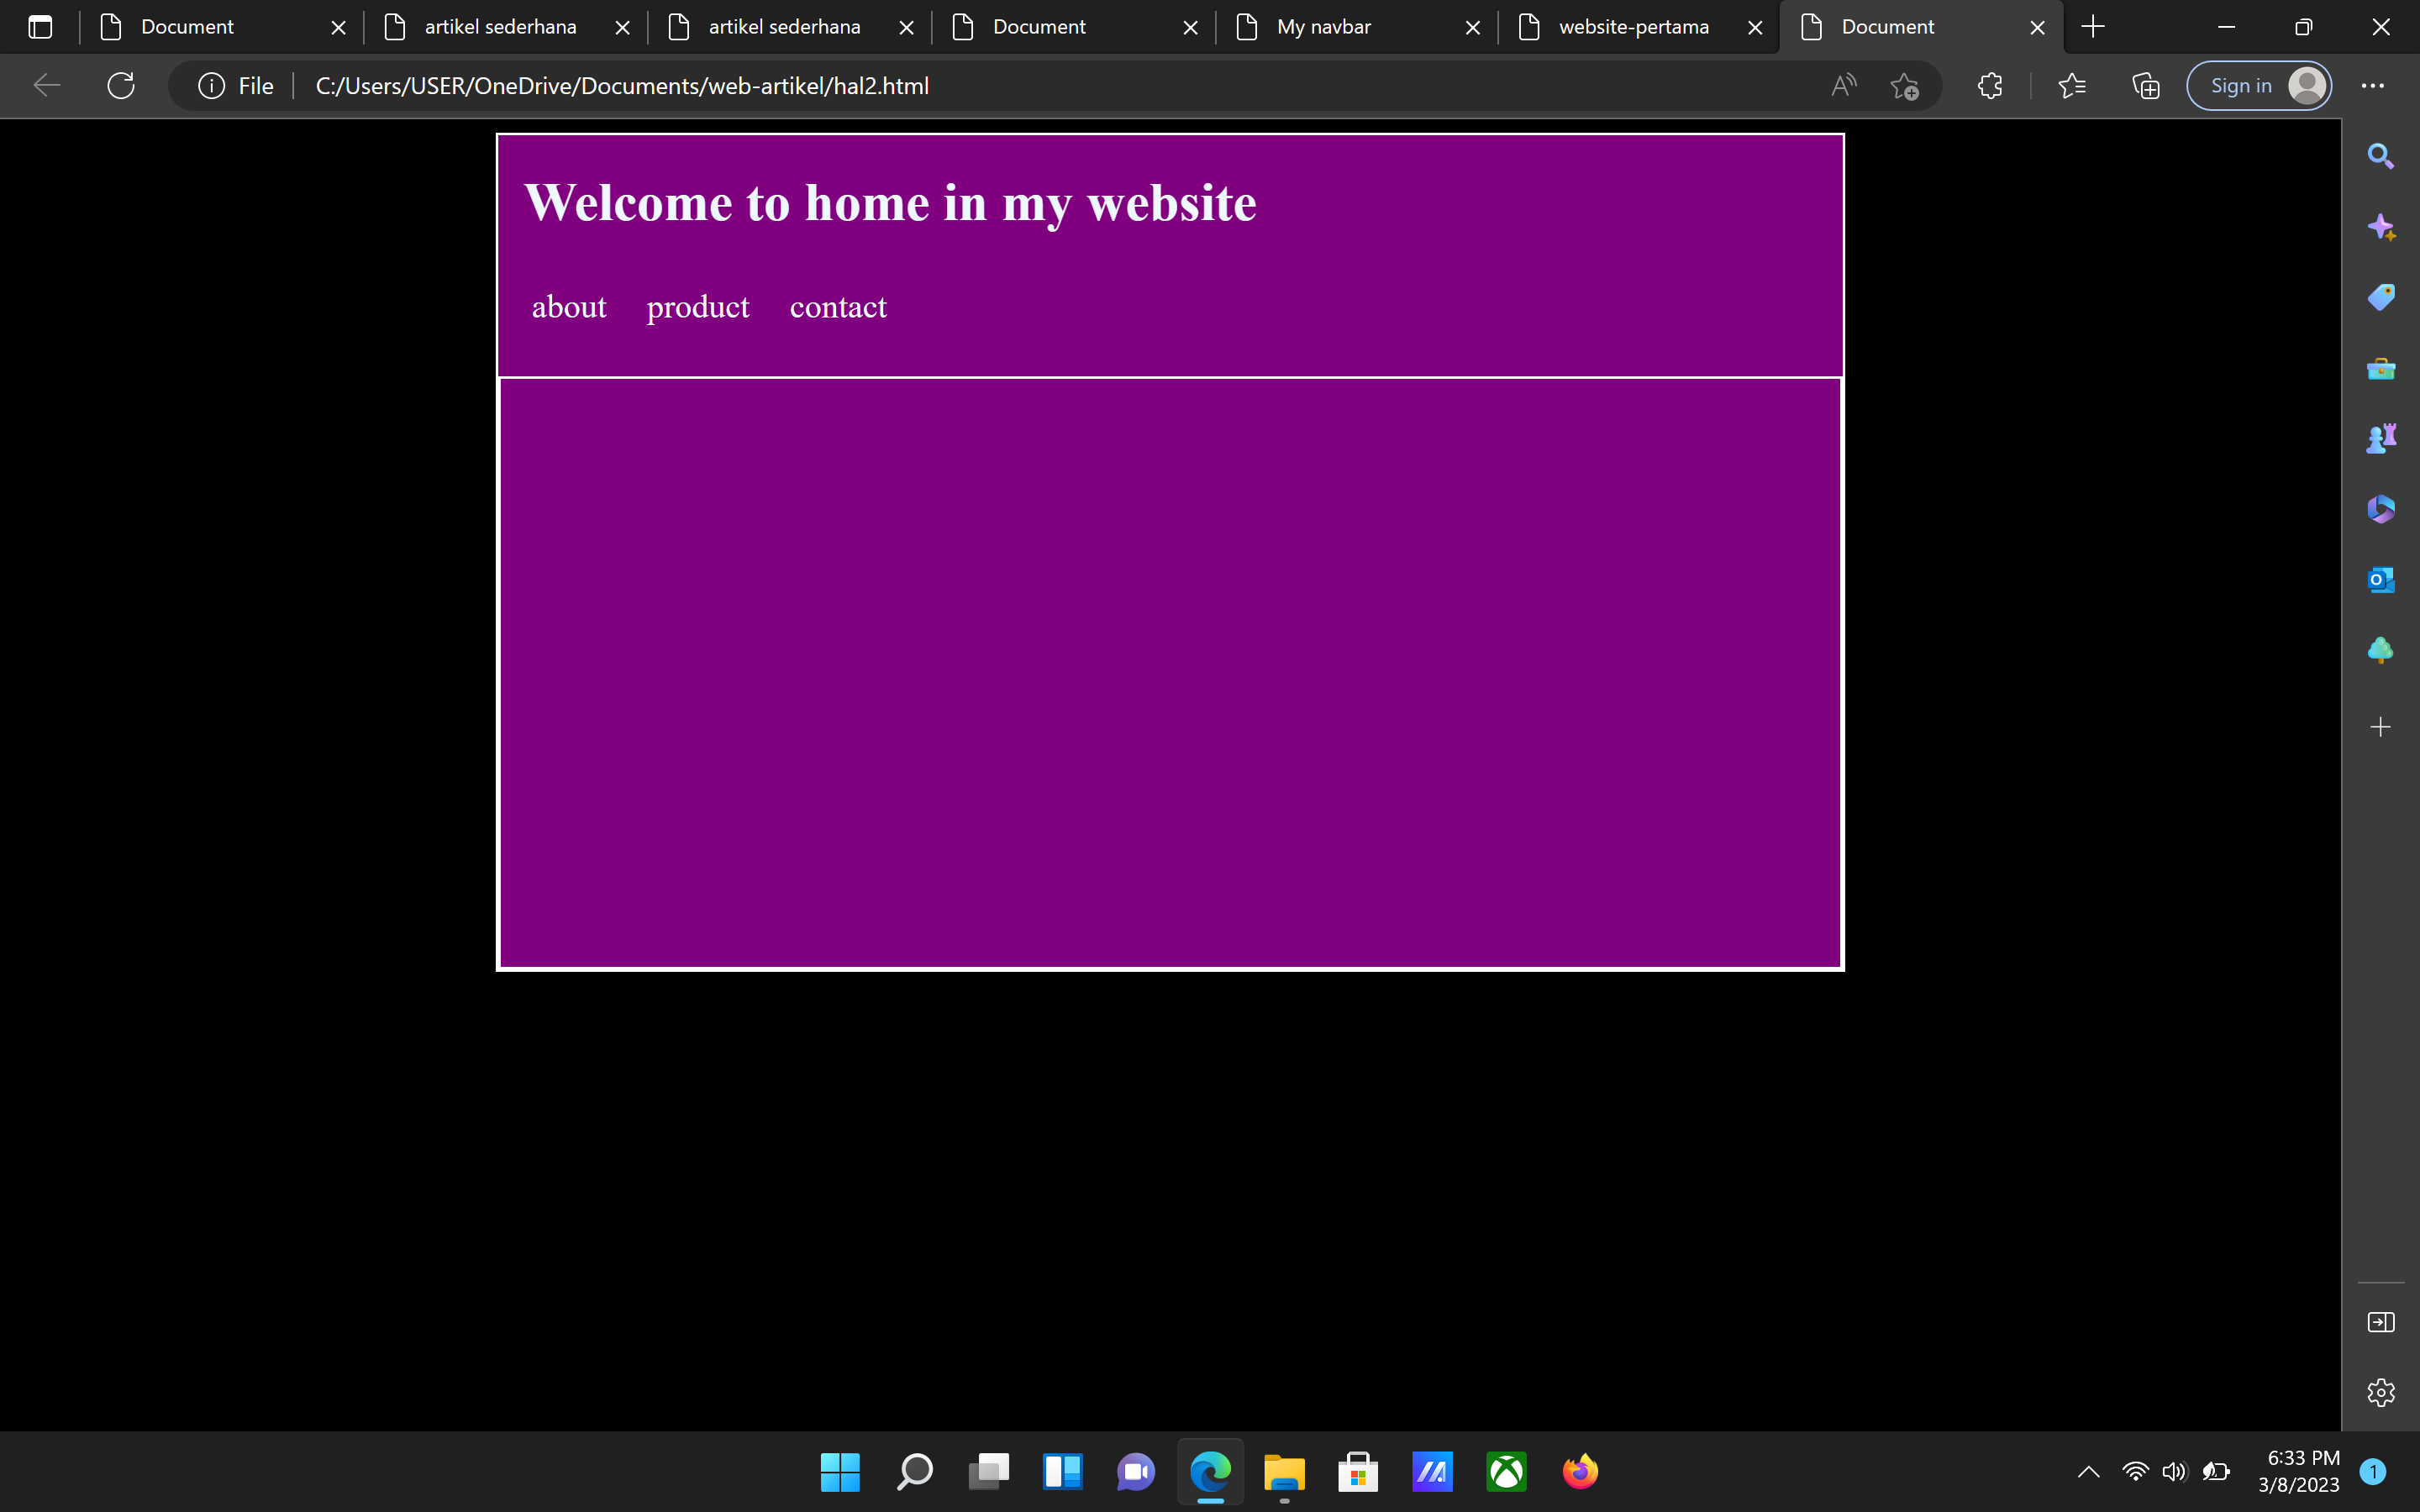 Document artikel sederhana artikel sederhana Document My navbar website-pertama Document
File C:/Users/USER/OneDrive/Documents/web-artikel/hal2.html Sign in
Welcome to home in my website
about product contact
6:33 PM
3/8/2023 1